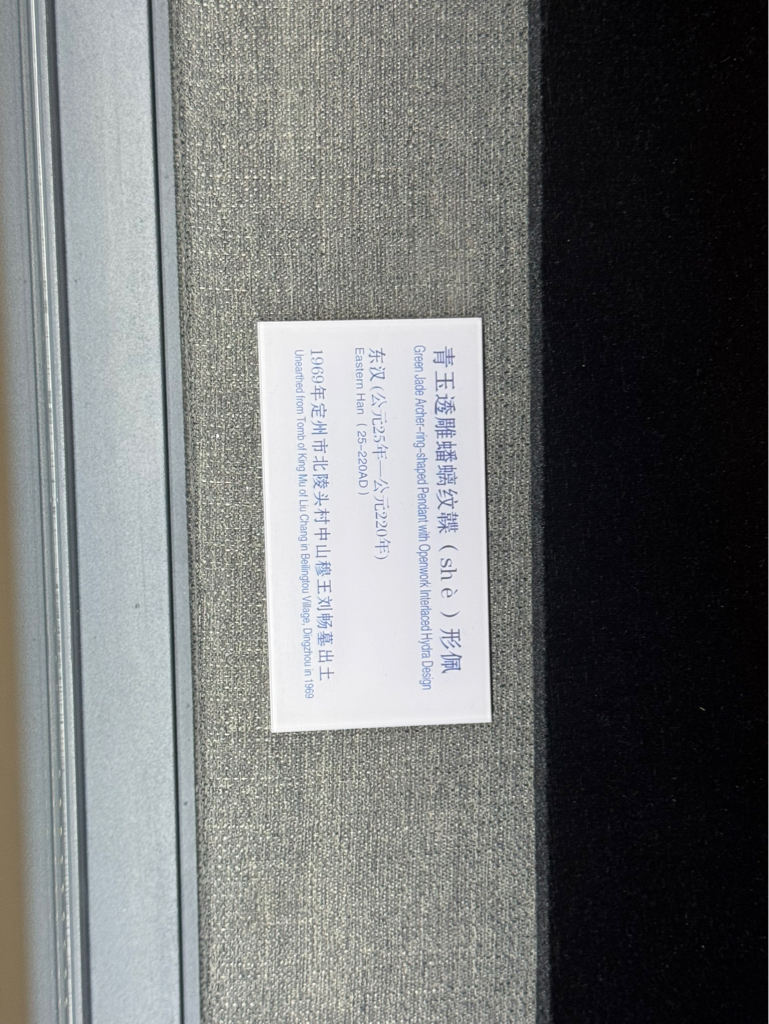 青玉透雕蟠螭纹韘（shè）形佩
Green Jade Archer-ring-shaped Pendant with Openwork Interlaced Hydra Design
东汉(公元25年—公元220年)
Eastern Han（25-220AD）
1969年定州市北陵头村中山穆王刘畅墓出土
Unearthed from Tomb of King Mu of Liu Chang in Beilingtou Village, Dingzhou in 1969